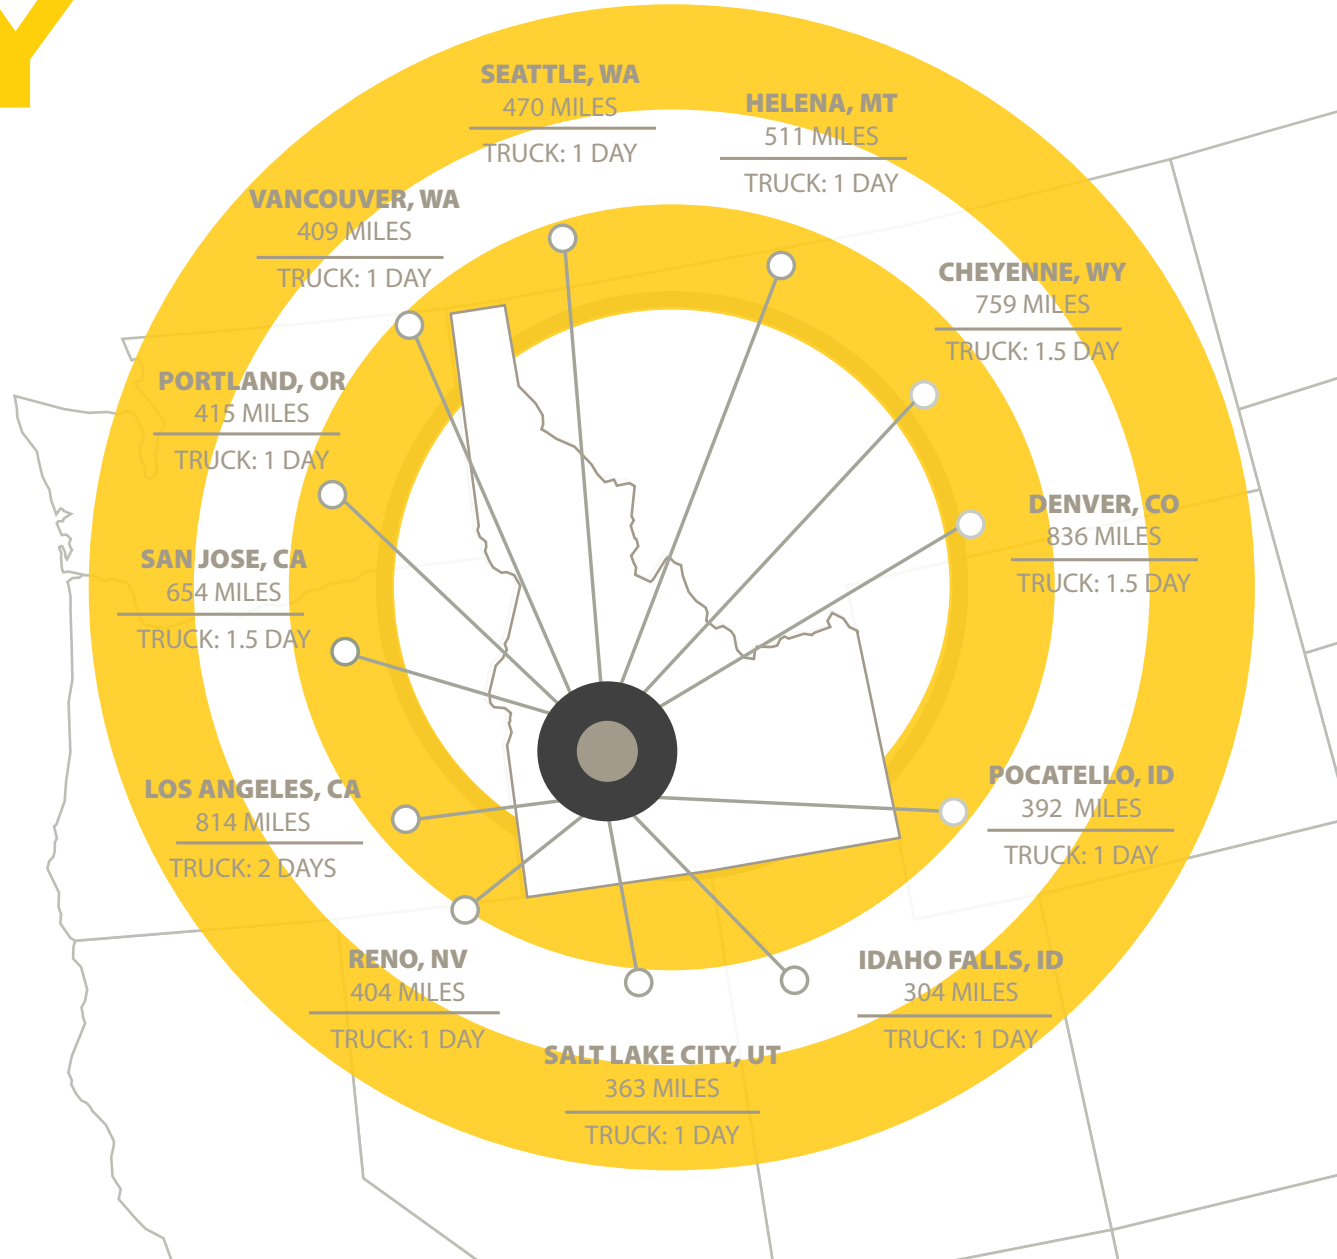 Y
SEATTLE, WA
470 MILES
TRUCK: 1 DAY
HELENA, MT
511 MILES
TRUCK: 1 DAY
VANCOUVER, WA
409 MILES
TRUCK: 1 DAY
CHEYENNE, WY
759 MILES
TRUCK: 1.5 DAY
PORTLAND, OR
415 MILES
TRUCK: 1 DAY
DENVER, CO
836 MILES
TRUCK: 1.5 DAY
SAN JOSE, CA
654 MILES
TRUCK: 1.5 DAY
LOS ANGELES, CA
814 MILES
TRUCK: 2 DAYS
POCATELLO, ID
392 MILES
TRUCK: 1 DAY
RENO, NV
404 MILES
TRUCK: 1 DAY
IDAHO FALLS, ID
304 MILES
TRUCK: 1 DAY
SALT LAKE CITY, UT
363 MILES
TRUCK: 1 DAY